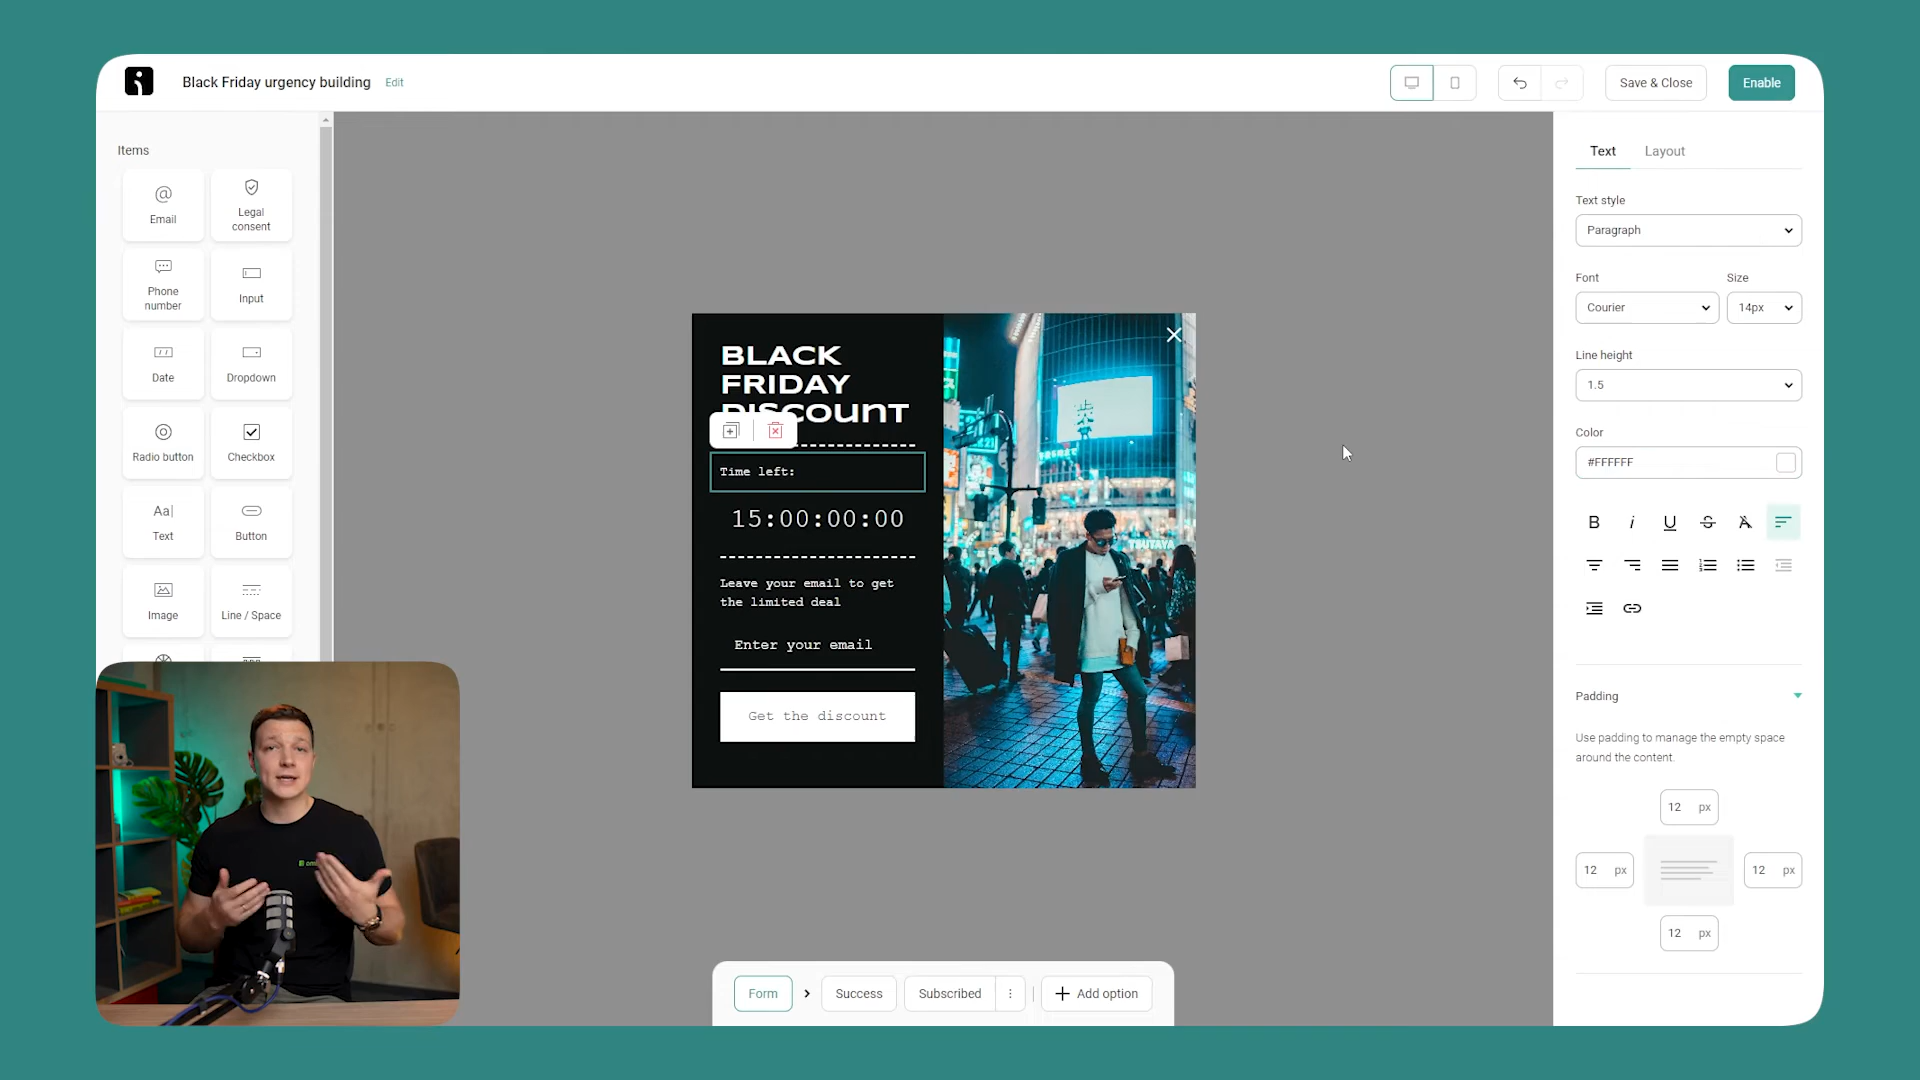 Black Friday urgency building Edit
Save & Close
Enable
Items
Email
Legal
consent
Phone
number
Input
Date
Dropdown
Radio button
Checkbox
Text
Button
Image
Line / Space
BLACK
FRIDAY
DISCOUNT
Time left:
15:00:00:00
Leave your email to get
the limited deal
Enter your email
Get the discount
TSUTAYA
Form
Success
Subscribed
Add option
Text Layout
Text style
Paragraph
Font Size
Courier 14px
Line height
1.5
Color
#FFFFFF
Padding
Use padding to manage the empty space
around the content.
12 px
12 px
12 px
12 px